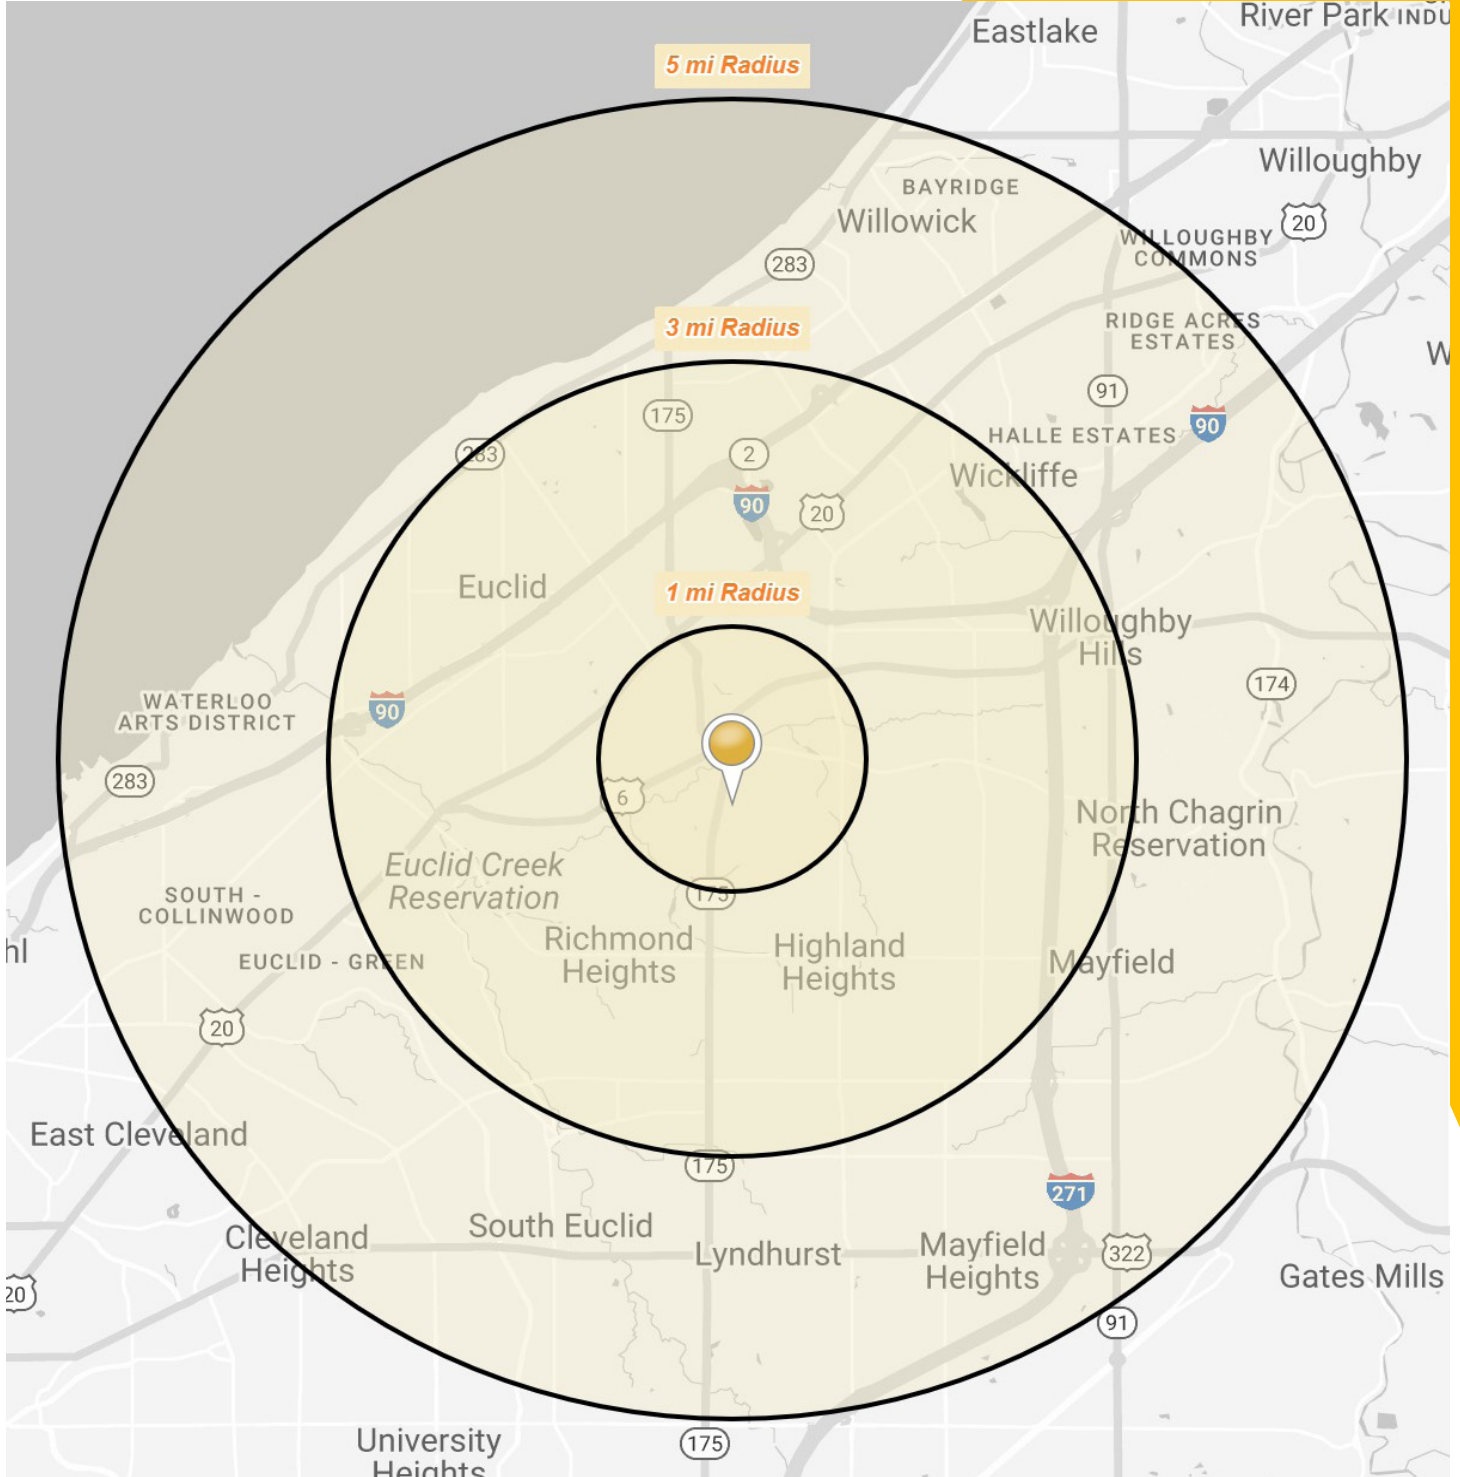 River Park
INDU
Eastlake
5 mi Radius
Willoughby
BAYRIDGE
Willowick
20
WILLOUGHBY
COMMONS
283
3 mi Radius
RIDGE ACRES
ESTATES
W
91
175
90
HALLE ESTATES
283
2
Wickliffe
90
20
Euclid
1 mi Radius
Willoughby
Hills
174
WATERLOO
ARTS DISTRICT
90
283
6
North Chagrin
Reservation
Euclid Creek
Reservation
175
SOUTH -
COLLINWOOD
hl
Richmond
Heights
Highland
Heights
EUCLID - GREEN
Mayfield
20
East Cleveland
175
271
Cleveland
Heights
South Euclid
Lyndhurst
Mayfield
Heights
322
Gates Mills
20
91
University
Heights
175